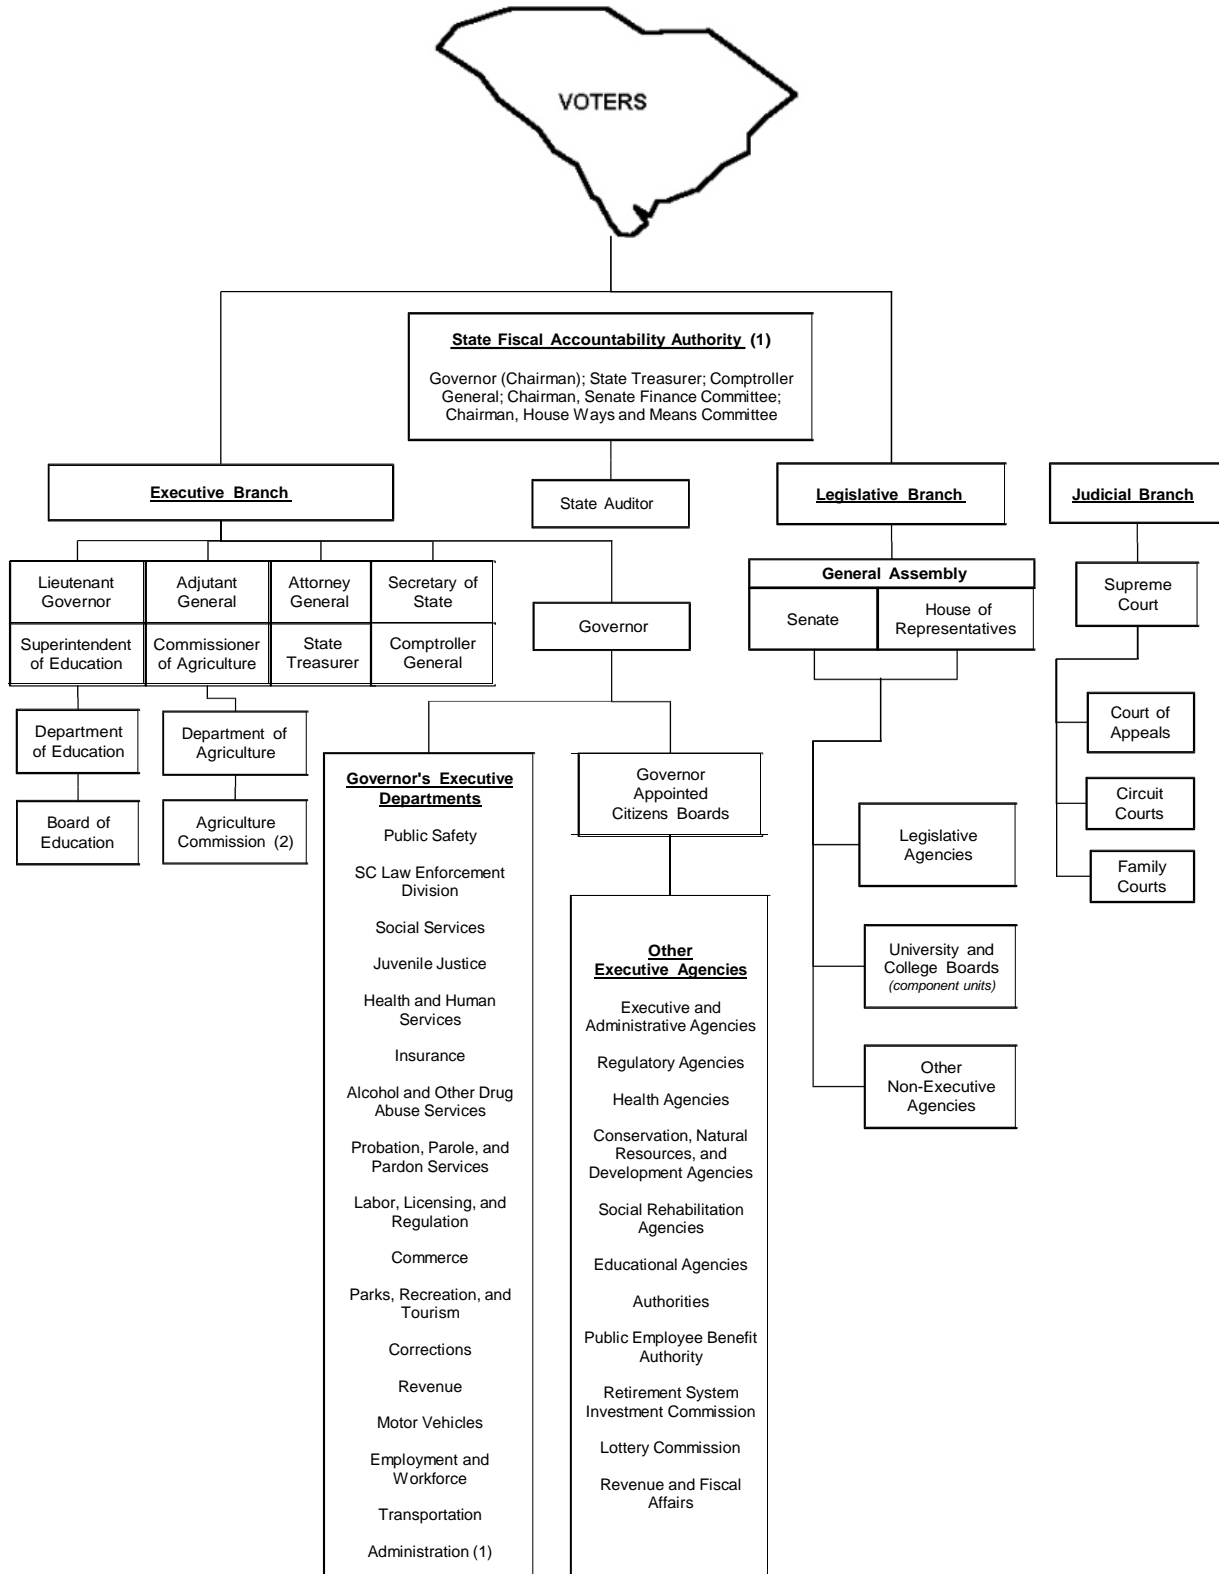 VOTERS
State Fiscal Accountability Authority (1)
Governor (Chairman); State Treasurer; Comptroller
General; Chairman, Senate Finance Committee;
Chairman, House Ways and Means Committee
Executive Branch
State Auditor
Legislative Branch
Judicial Branch
Lieutenant
Governor
Adjutant
General
Attorney
General
Secretary of
State
Superintendent
of Education
Commissioner
of Agriculture
State
Treasurer
Comptroller
General
Governor
General Assembly
Senate
House of
Representatives
Supreme
Court
Department
of Education
Department of
Agriculture
Board of
Education
Agriculture
Commission (2)
Governor's Executive
Departments
Public Safety
SC Law Enforcement
Division
Social Services
Juvenile Justice
Health and Human
Services
Insurance
Alcohol and Other Drug
Abuse Services
Probation, Parole, and
Pardon Services
Labor, Licensing, and
Regulation
Commerce
Parks, Recreation, and
Tourism
Corrections
Revenue
Motor Vehicles
Employment and
Workforce
Transportation
Administration (1)
Governor
Appointed
Citizens Boards
Other
Executive Agencies
Executive and
Administrative Agencies
Regulatory Agencies
Health Agencies
Conservation, Natural
Resources, and
Development Agencies
Social Rehabilitation
Agencies
Educational Agencies
Authorities
Public Employee Benefit
Authority
Retirement System
Investment Commission
Lottery Commission
Revenue and Fiscal
Affairs
Legislative
Agencies
University and
College Boards
(component units)
Other
Non-Executive
Agencies
Court of
Appeals
Circuit
Courts
Family
Courts